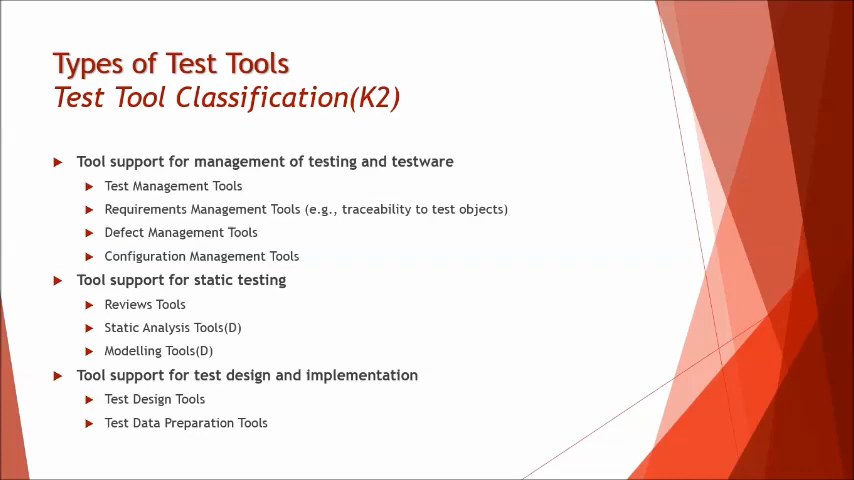 Types of Test Tools
Test Tool Classification(K2)
Tool support for management of testing and testware
Test Management Tools
Requirements Management Tools (e.g., traceability to test objects)
Defect Management Tools
Configuration Management Tools
Tool support for static testing
Reviews Tools
Static Analysis Tools(D)
Modelling Tools(D)
Tool support for test design and implementation
Test Design Tools
Test Data Preparation Tools